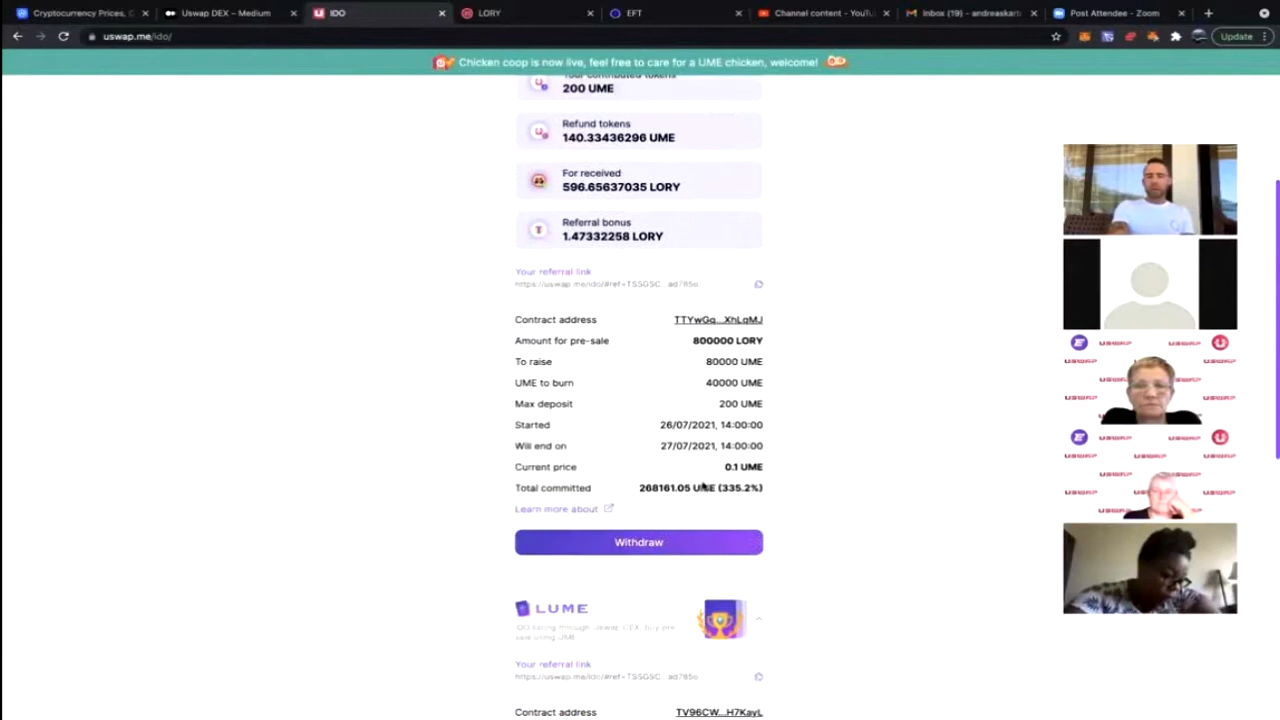 Cryptocurrency Prices, C
Uswap DEX – Medium
IDO
LORY
EFT
Channel content - YouTu
Inbox (19) - andreaskart
Post Attendee - Zoom
uswap.me/ido/
Update
Chicken coop is now live, feel free to care for a UME chicken, welcome!
Your contributed tokens
200 UME
Refund tokens
140.33436296 UME
For received
596.65637035 LORY
Referral bonus
1.47332258 LORY
Your referral link
Contract address
TTYwGq...XhLqMJ
Amount for pre-sale
800000 LORY
To raise
80000 UME
UME to burn
40000 UME
Max deposit
200 UME
Started
26/07/2021, 14:00:00
Will end on
27/07/2021, 14:00:00
Current price
0.1 UME
Total committed
268161.05 UME (335.2%)
Learn more about
Withdraw
LUME
Your referral link
Contract address
TV96CW...H7KayL